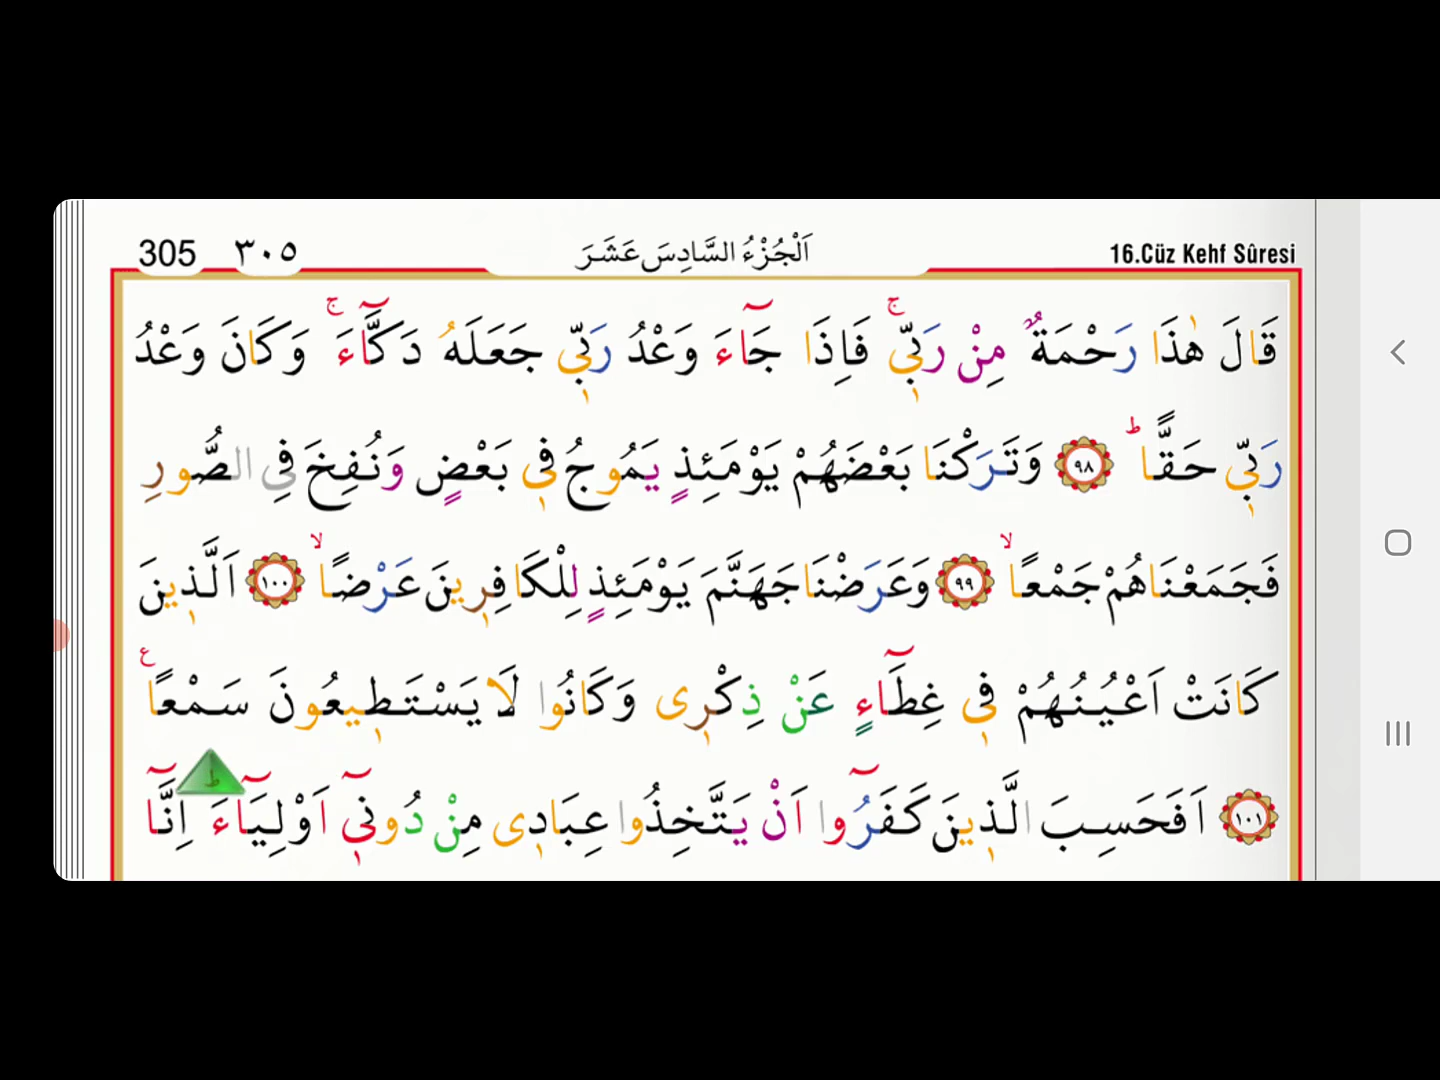 305 ٣٠٥ اَلْجُزْءُ السَّادِسَ عَشَرَ 16.Cüz Kehf Sûresi
قَالَ هٰذَا رَحْمَةٌ مِنْ رَبّ۪يۚ فَاِذَا جَٓاءَ وَعْدُ رَبّ۪ي جَعَلَهُ دَكَّٓاءَۚ وَكَانَ وَعْدُ
رَبّ۪ي حَقًّاۜ ﴿٩٨﴾ وَتَرَكْنَا بَعْضَهُمْ يَوْمَئِذٍ يَمُوجُ ف۪ي بَعْضٍ وَنُفِخَ فِي الصُّورِ
فَجَمَعْنَاهُمْ جَمْعًاۙ ﴿٩٩﴾ وَعَرَضْنَا جَهَنَّمَ يَوْمَئِذٍ لِلْكَافِر۪ينَ عَرْضًاۙ ﴿١٠٠﴾ اَلَّذ۪ينَ
كَانَتْ اَعْيُنُهُمْ ف۪ي غِطَٓاءٍ عَنْ ذِكْر۪ى وَكَانُوا لَا يَسْتَط۪يعُونَ سَمْعًا ع
﴿١٠١﴾ اَفَحَسِبَ الَّذ۪ينَ كَفَرُٓوا اَنْ يَتَّخِذُوا عِبَاد۪ى مِنْ دُون۪ٓي اَوْلِيَٓاءَۜ اِنَّٓا